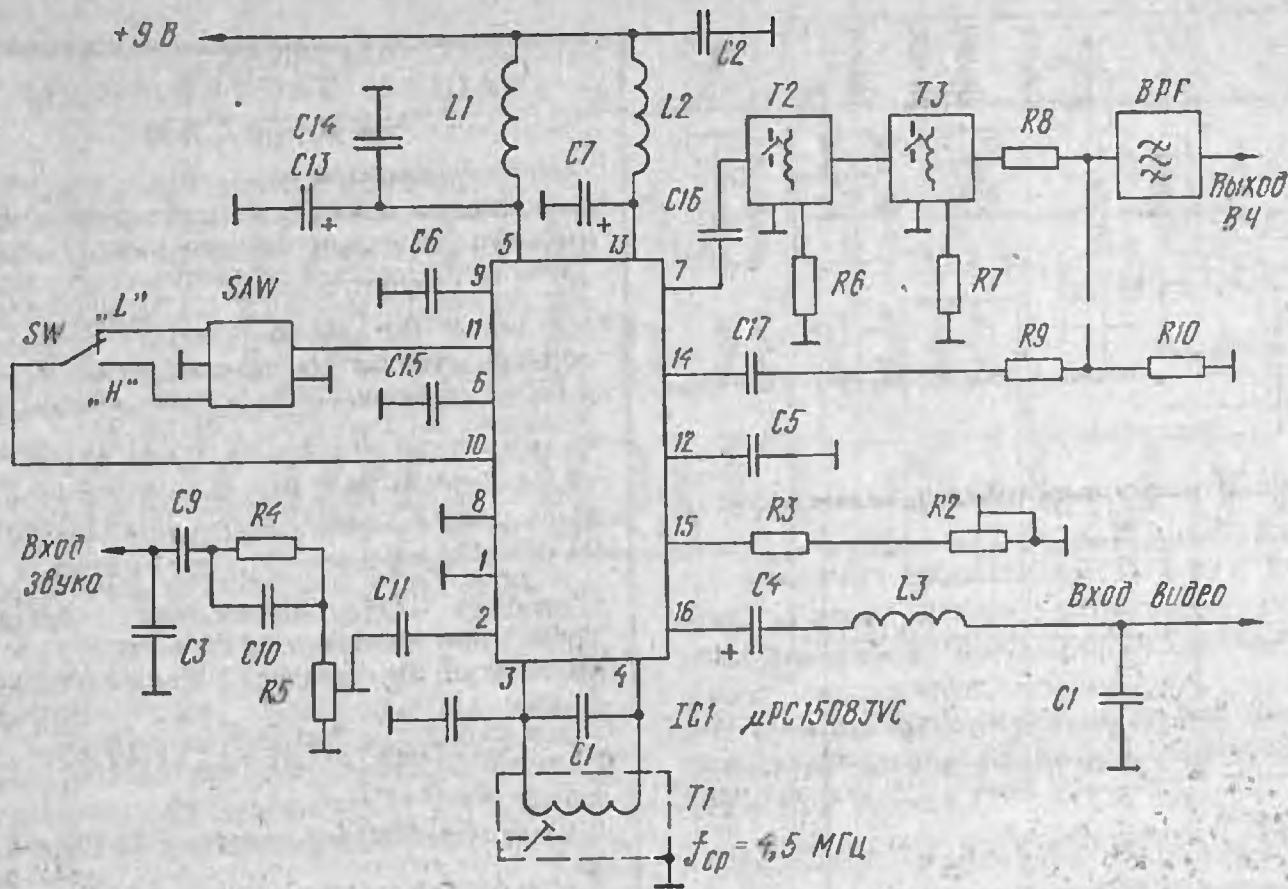 +9 В
C2
L1
L2
C14
C13
+
C7
+
5
13
T2
T3
R8
BPF
Выход
ВЧ
C16
C6
9
7
R6
R7
SAW
SW
„L”
„H”
11
C17
14
R9
R10
C15
6
10
12
C5
8
15
R3
R2
C9
R4
Вход
звука
1
C11
C10
C3
R5
2
16
C4
+
L3
Вход видео
C1
3
4
C1
IC1 μPC1508JVC
T1
fср = 4,5 МГц